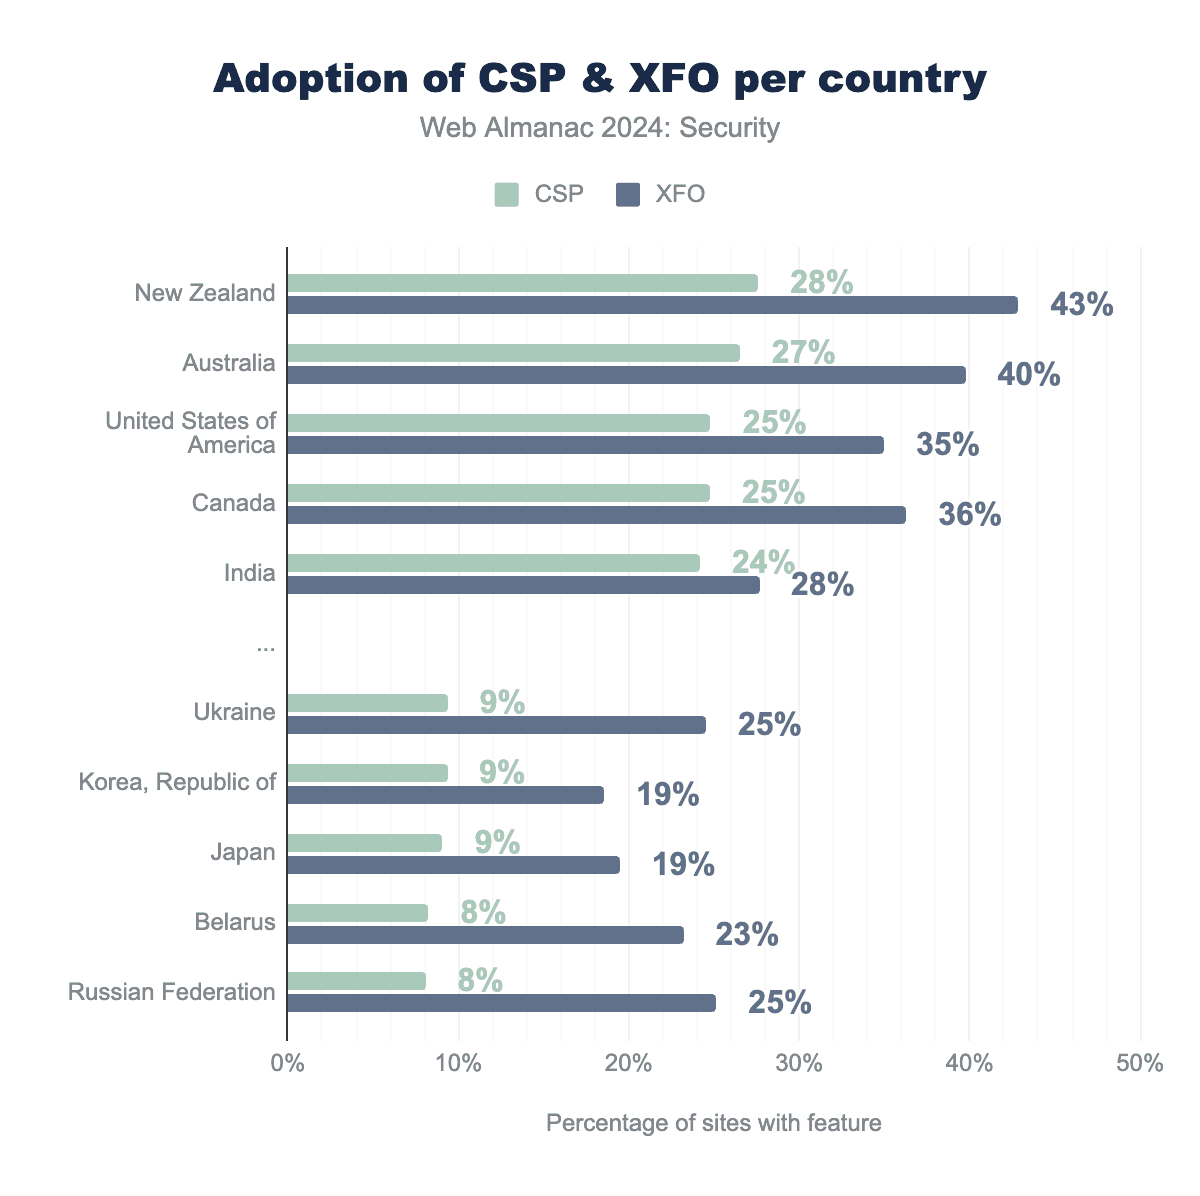 Adoption of CSP & XFO per country
Web Almanac 2024: Security
CSP XFO
New Zealand 28% 43%
Australia 27% 40%
United States of
America 25% 35%
Canada 25% 36%
India 24% 28%
...
Ukraine 9% 25%
Korea, Republic of 9% 19%
Japan 9% 19%
Belarus 8% 23%
Russian Federation 8% 25%
0% 10% 20% 30% 40% 50%
Percentage of sites with feature